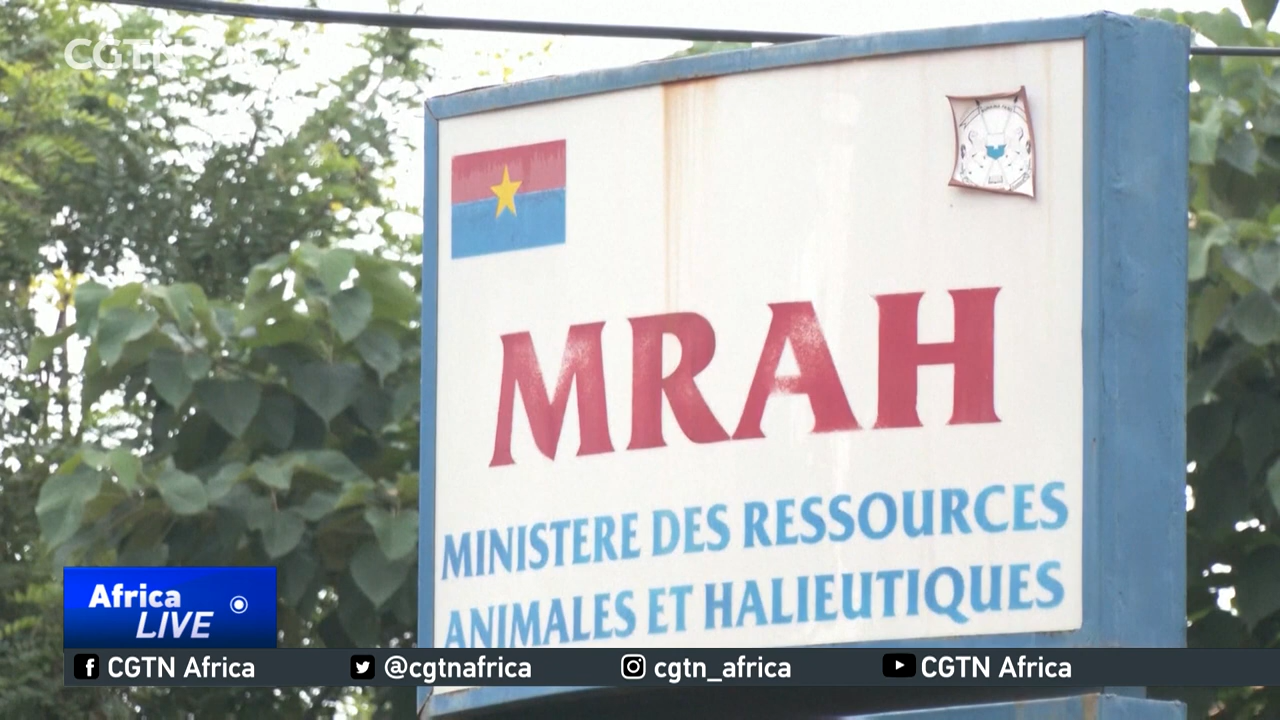 CGTN
MRAH
MINISTERE DES RESSOURCES
ANIMALES ET HALIEUTIQUES
Africa
LIVE
CGTN Africa
@cgtnafrica
cgtn_africa
CGTN Africa